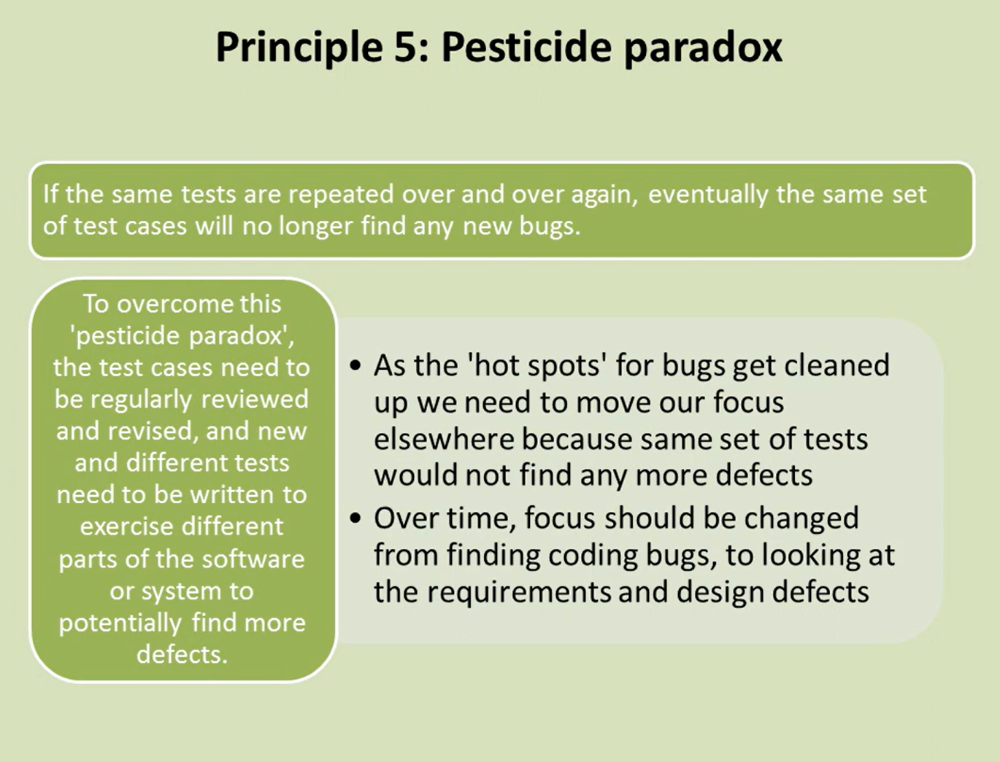 Principle 5: Pesticide paradox
If the same tests are repeated over and over again, eventually the same set
of test cases will no longer find any new bugs.
To overcome this
'pesticide paradox',
the test cases need to
be regularly reviewed
and revised, and new
and different tests
need to be written to
exercise different
parts of the software
or system to
potentially find more
defects.
• As the 'hot spots' for bugs get cleaned
up we need to move our focus
elsewhere because same set of tests
would not find any more defects
• Over time, focus should be changed
from finding coding bugs, to looking at
the requirements and design defects